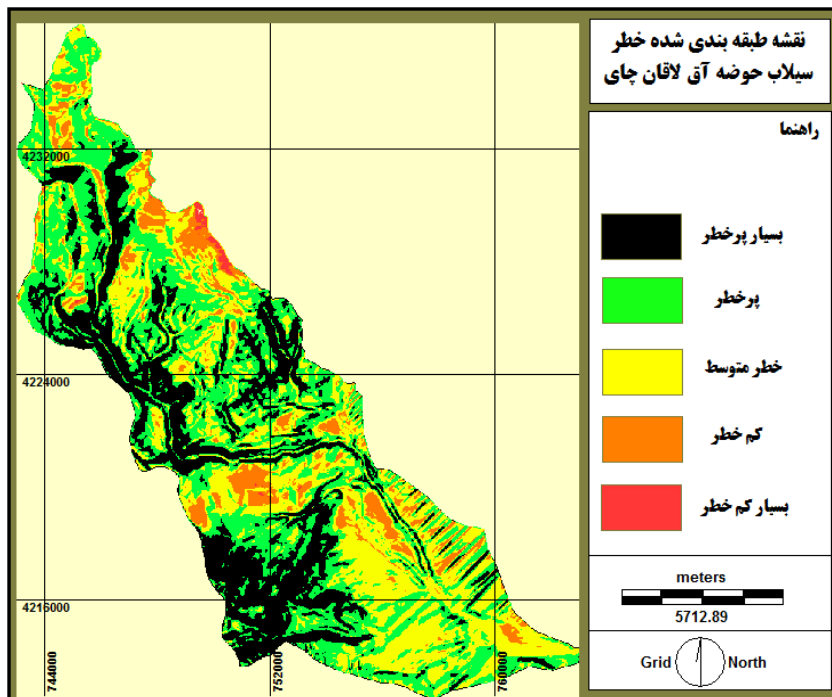 نقشه طبقه بندی شده خطر
سیلاب حوضه آق لاقان چای
راهنما
بسیار پرخطر
پرخطر
خطر متوسط
کم خطر
بسیار کم خطر
meters
5712.89
Grid North
4232000
4224000
4216000
744000
752000
760000